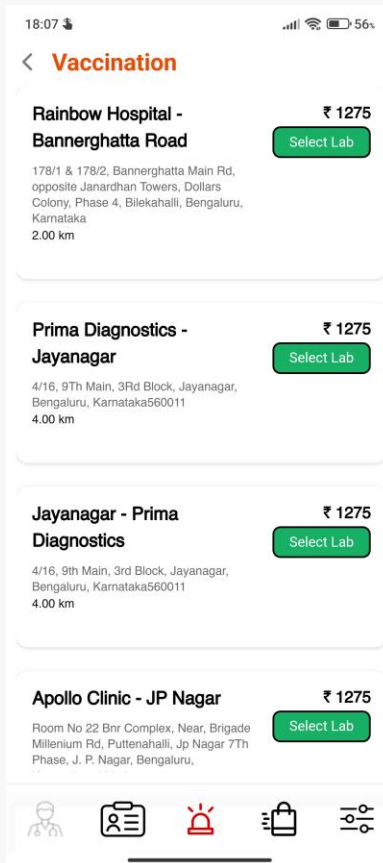 18:07
56%
Vaccination
Rainbow Hospital -
Bannerghatta Road
₹ 1275
Select Lab
178/1 & 178/2, Bannerghatta Main Rd,
opposite Janardhan Towers, Dollars
Colony, Phase 4, Bilekahalli, Bengaluru,
Karnataka
2.00 km
Prima Diagnostics -
Jayanagar
₹ 1275
Select Lab
4/16, 9Th Main, 3Rd Block, Jayanagar,
Bengaluru, Karnataka560011
4.00 km
Jayanagar - Prima
Diagnostics
₹ 1275
Select Lab
4/16, 9th Main, 3rd Block, Jayanagar,
Bengaluru, Karnataka560011
4.00 km
Apollo Clinic - JP Nagar
₹ 1275
Select Lab
Room No 22 Bnr Complex, Near, Brigade
Millenium Rd, Puttenahalli, Jp Nagar 7Th
Phase, J. P. Nagar, Bengaluru,